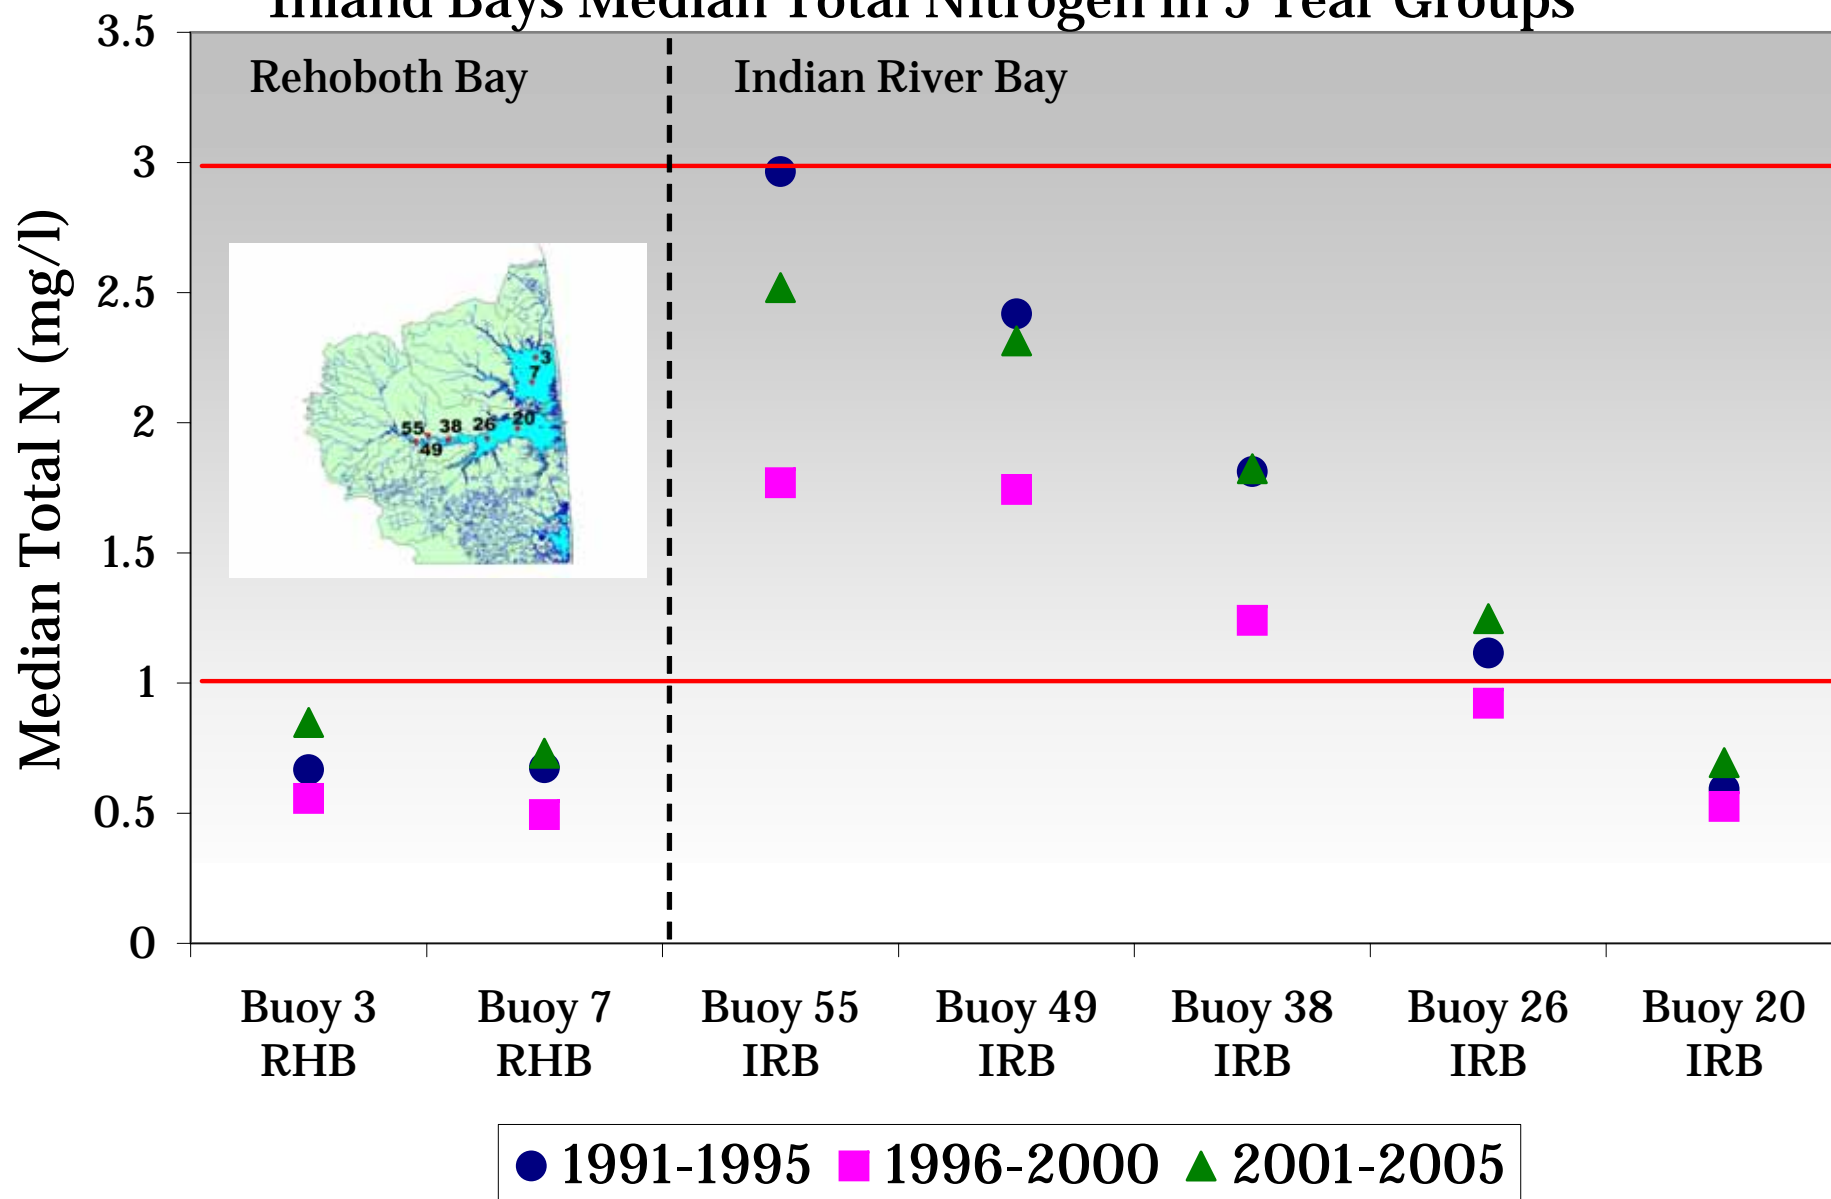 Inland Bays Median Total Nitrogen in 5 Year Groups
3.5
3
2.5
2
1.5
1
0.5
0
Median Total N (mg/l)
Rehoboth Bay
Indian River Bay
3
7
20
26
38
55
49
Buoy 3
RHB
Buoy 7
RHB
Buoy 55
IRB
Buoy 49
IRB
Buoy 38
IRB
Buoy 26
IRB
Buoy 20
IRB
1991-1995 1996-2000 2001-2005